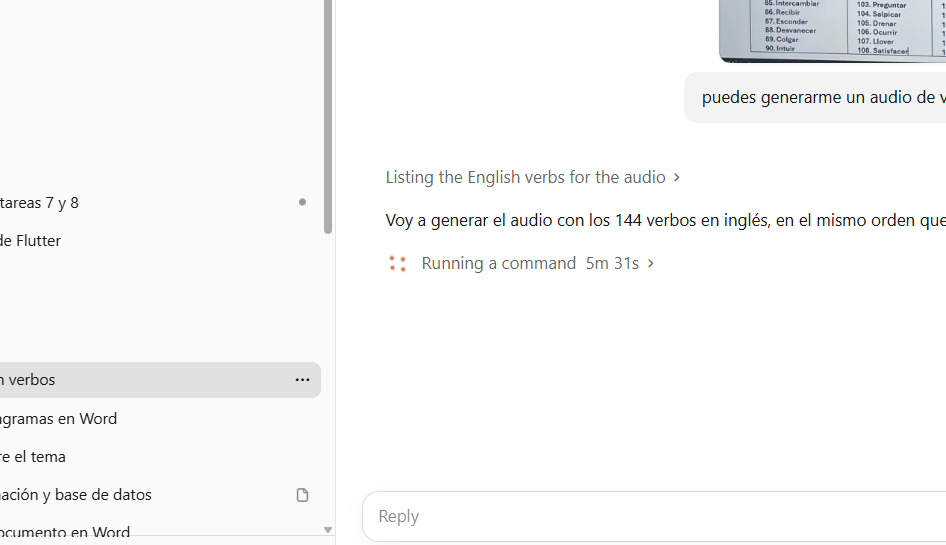 tareas 7 y 8
de Flutter
n verbos
agramas en Word
re el tema
nación y base de datos
ocumento en Word
85. Intercambiar
86. Recibir
87. Esconder
88. Desvanecer
89. Colgar
90. Intuir
103. Preguntar
104. Salpicar
105. Drenar
106. Ocurrir
107. Llover
108. Satisfacer
puedes generarme un audio de v
Listing the English verbs for the audio
Voy a generar el audio con los 144 verbos en inglés, en el mismo orden que
Running a command 5m 31s
Reply